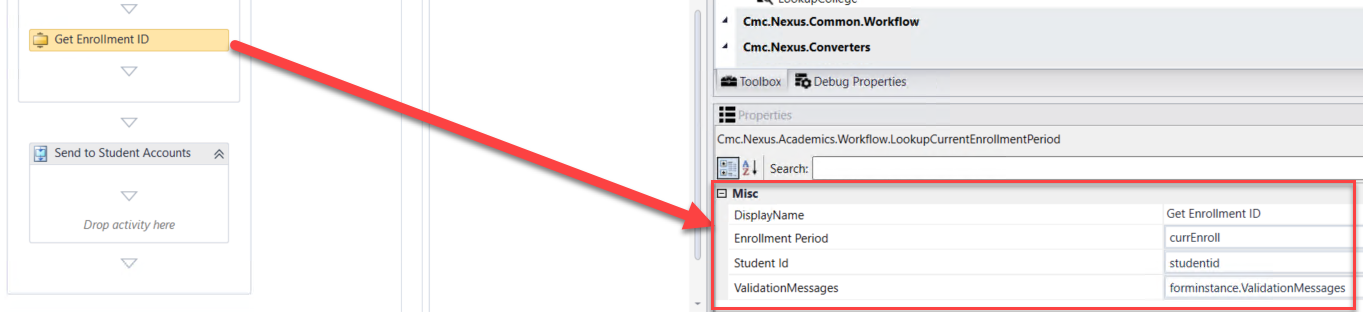 LookupCollege
Cmc.Nexus.Common.Workflow
Get Enrollment ID
Cmc.Nexus.Converters
Toolbox Debug Properties
Properties
Cmc.Nexus.Academics.Workflow.LookupCurrentEnrollmentPeriod
Send to Student Accounts
Search:
Misc
DisplayName Get Enrollment ID
Drop activity here
Enrollment Period currEnroll
Student Id studentid
ValidationMessages forminstance.ValidationMessages